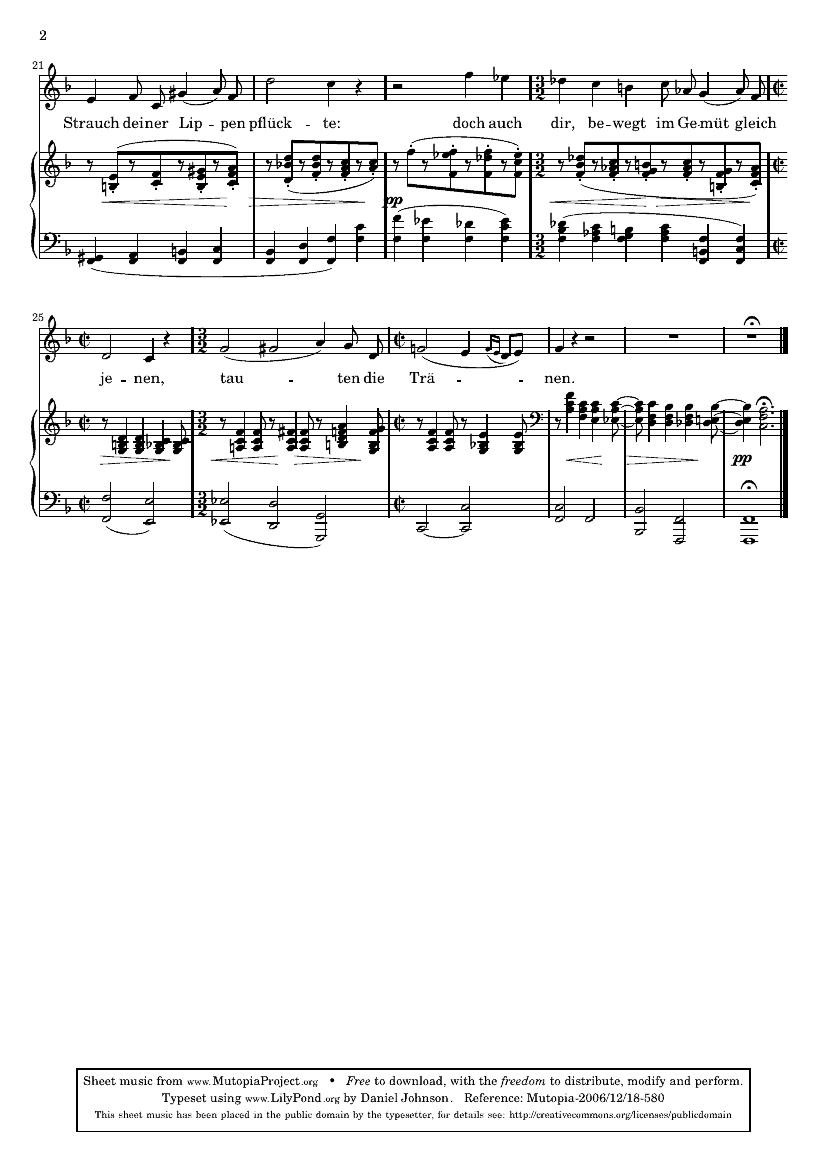 2
21
Strauch deiner Lip - pen pflück - te: doch auch dir, be - wegt im Gemüt gleich
pp
25
je - nen, tau - ten die Trä - nen.
pp
Sheet music from www.MutopiaProject.org • Free to download, with the freedom to distribute, modify and perform.
Typeset using www.LilyPond.org by Daniel Johnson. Reference: Mutopia-2006/12/18-580
This sheet music has been placed in the public domain by the typesetter, for details see: http://creativecommons.org/licenses/publicdomain